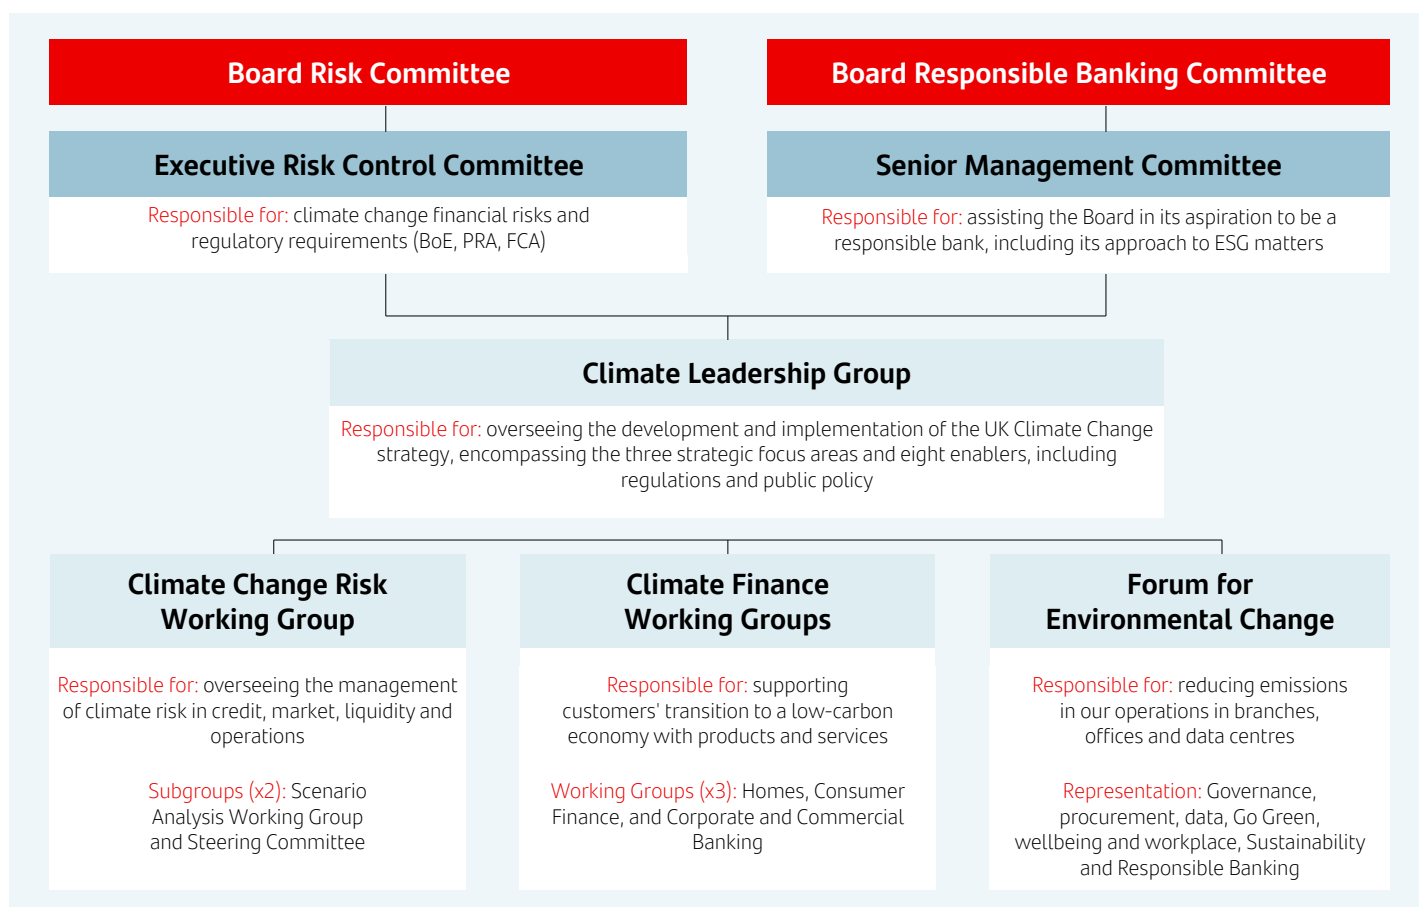 Board Risk Committee
Board Responsible Banking Committee
Executive Risk Control Committee
Responsible for: climate change financial risks and
regulatory requirements (BoE, PRA, FCA)
Senior Management Committee
Responsible for: assisting the Board in its aspiration to be a
responsible bank, including its approach to ESG matters
Climate Leadership Group
Responsible for: overseeing the development and implementation of the UK Climate Change
strategy, encompassing the three strategic focus areas and eight enablers, including
regulations and public policy
Climate Change Risk
Working Group
Responsible for: overseeing the management
of climate risk in credit, market, liquidity and
operations
Subgroups (x2): Scenario
Analysis Working Group
and Steering Committee
Climate Finance
Working Groups
Responsible for: supporting
customers' transition to a low-carbon
economy with products and services
Working Groups (x3): Homes, Consumer
Finance, and Corporate and Commercial
Banking
Forum for
Environmental Change
Responsible for: reducing emissions
in our operations in branches,
offices and data centres
Representation: Governance,
procurement, data, Go Green,
wellbeing and workplace, Sustainability
and Responsible Banking